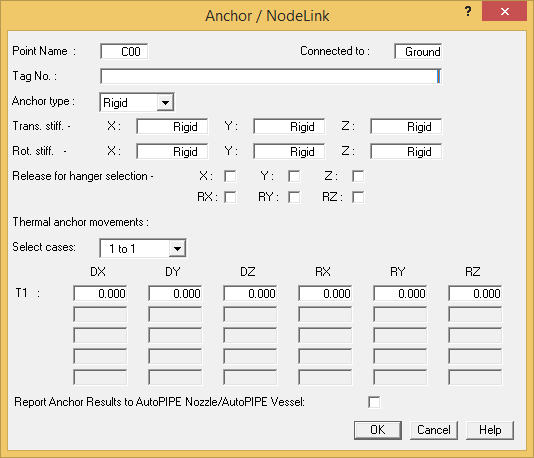 Anchor / NodeLink ? x
Point Name : C00 Connected to : Ground
Tag No. :
Anchor type : Rigid
Trans. stiff. - X : Rigid Y : Rigid Z : Rigid
Rot. stiff. - X : Rigid Y : Rigid Z : Rigid
Release for hanger selection - X : Y : Z :
RX : RY : RZ :
Thermal anchor movements :
Select cases: 1 to 1
DX DY DZ RX RY RZ
T1 : 0.000 0.000 0.000 0.000 0.000 0.000
Report Anchor Results to AutoPIPE Nozzle/AutoPIPE Vessel:
OK Cancel Help